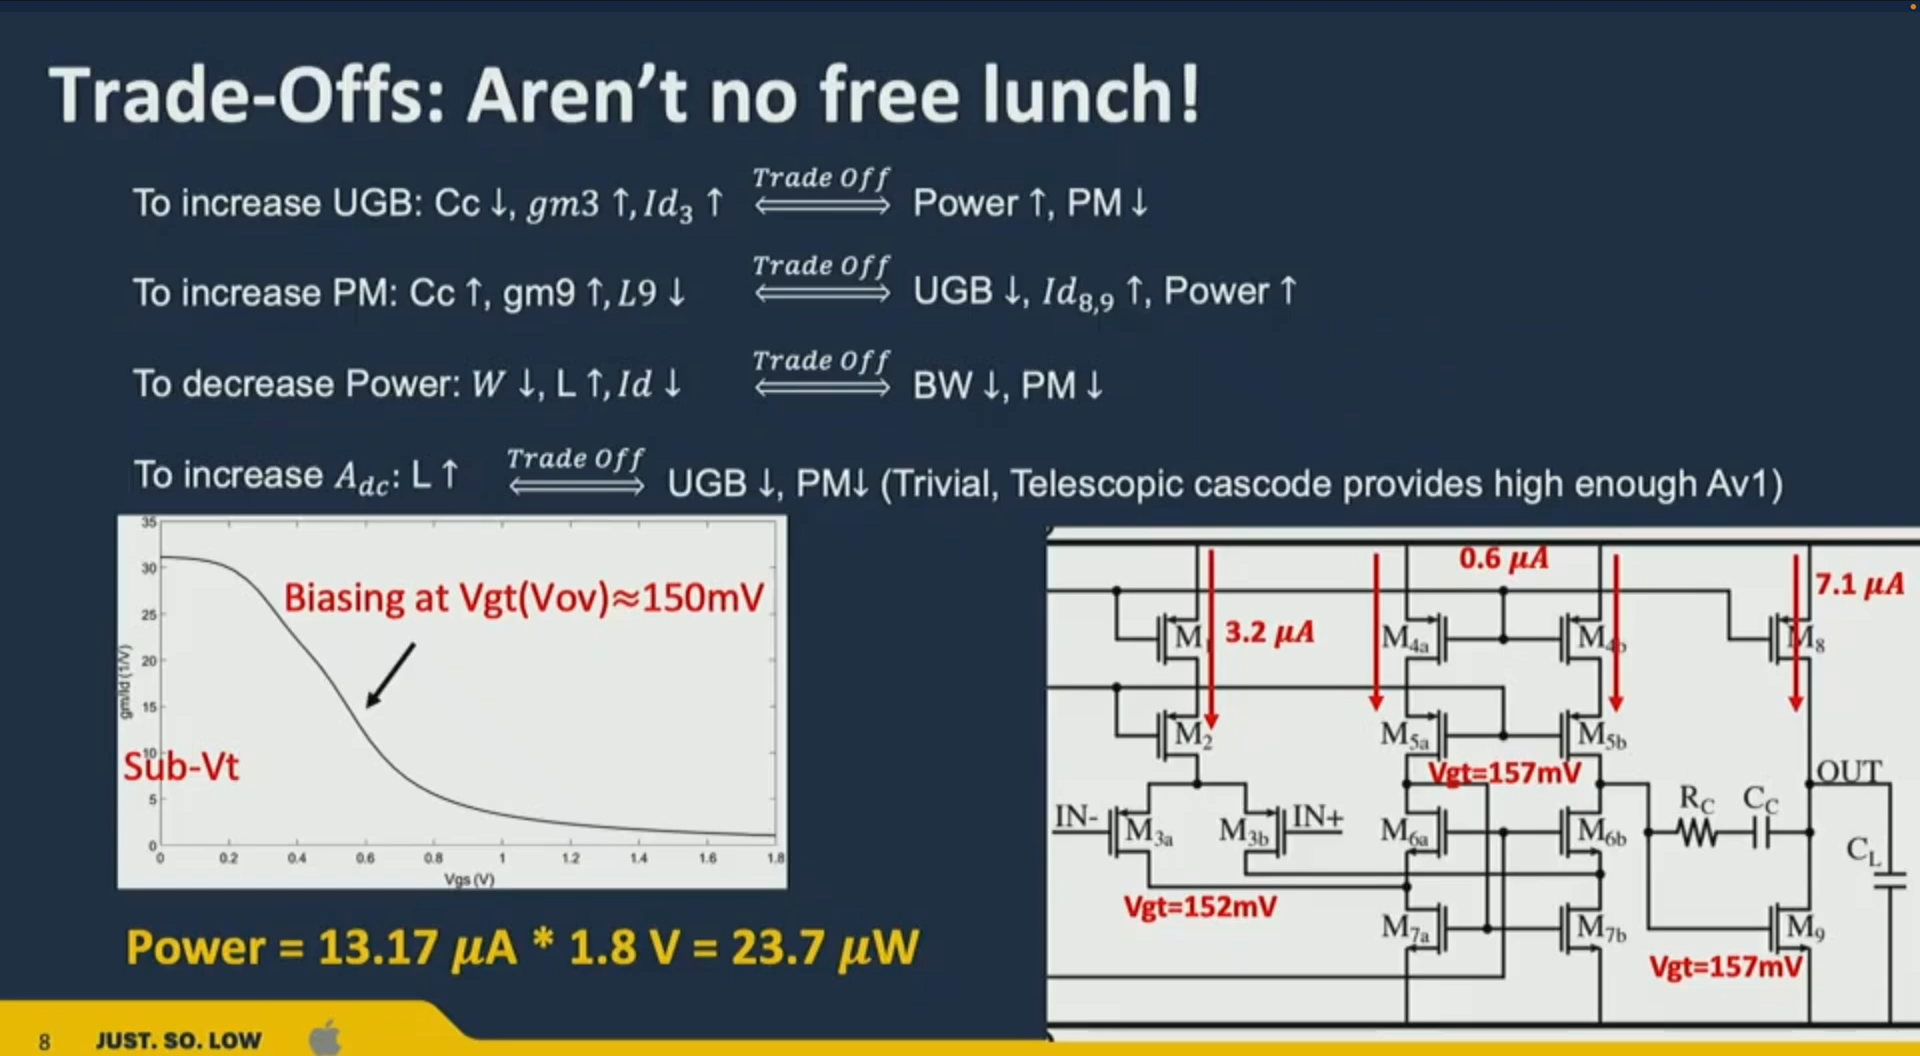 Trade-Offs: Aren't no free lunch!
To increase UGB: Cc ↓, gm3 ↑, Id₃ ↑ Trade Off ⟺ Power ↑, PM ↓
To increase PM: Cc ↑, gm9 ↑, L9 ↓ Trade Off ⟺ UGB ↓, Id₈,₉ ↑, Power ↑
To decrease Power: W ↓, L ↑, Id ↓ Trade Off ⟺ BW ↓, PM ↓
To increase A_dc: L ↑ Trade Off ⟺ UGB ↓, PM↓ (Trivial, Telescopic cascode provides high enough Av1)
35
30
25
20
15
10
5
0
gm/Id (1/V)
Biasing at Vgt(Vov)≈150mV
Sub-Vt
0 0.2 0.4 0.6 0.8 1 1.2 1.4 1.6 1.8
Vgs (V)
0.6 μA
7.1 μA
M₁ 3.2 μA M₄a M₄b M₈
M₂ M₅a M₅b
Vgt=157mV OUT
IN- M₃a M₃b IN+ M₆a M₆b R_C C_C C_L
Vgt=152mV
M₇a M₇b M₉
Vgt=157mV
Power = 13.17 μA * 1.8 V = 23.7 μW
8 JUST. SO. LOW